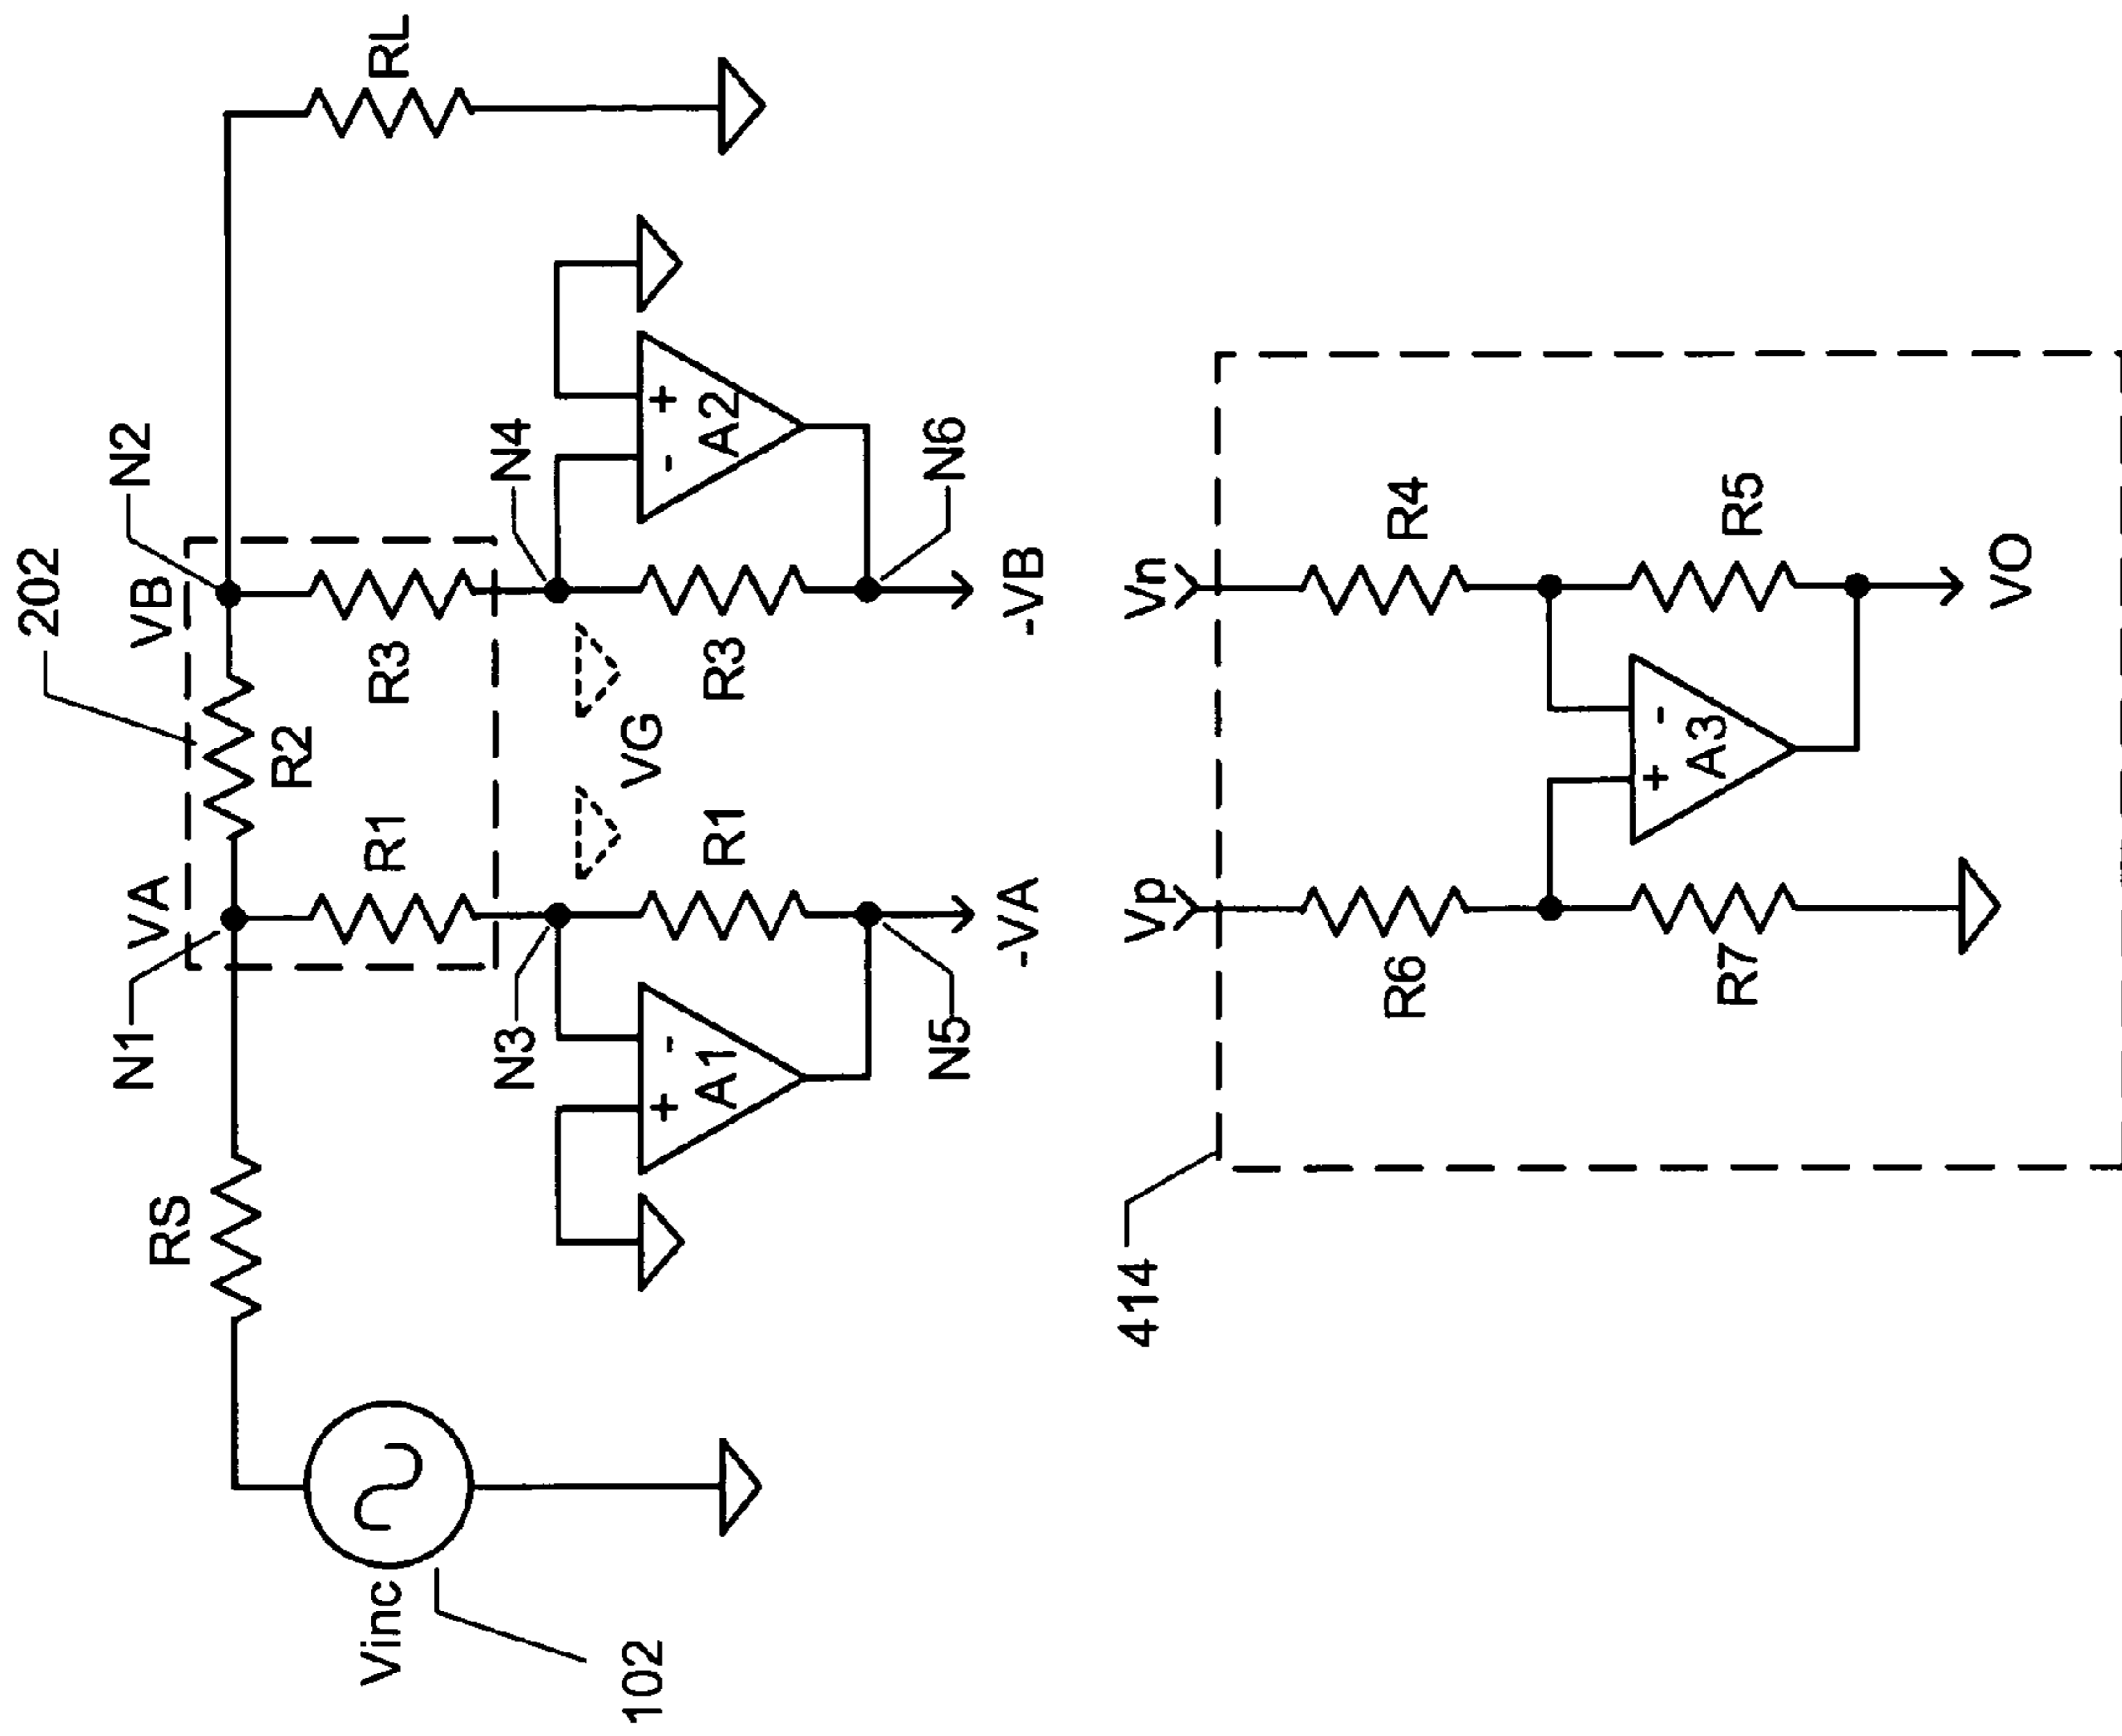 Vinc
102
RS
N1
VA
202
VB
N2
R2
R1
R3
RL
N3
N4
VG
- +
+ -
A1
A2
R1
R3
N5
N6
-VA
-VB
414
Vp
Vn
R6
R4
+ -
A3
R7
R5
VO